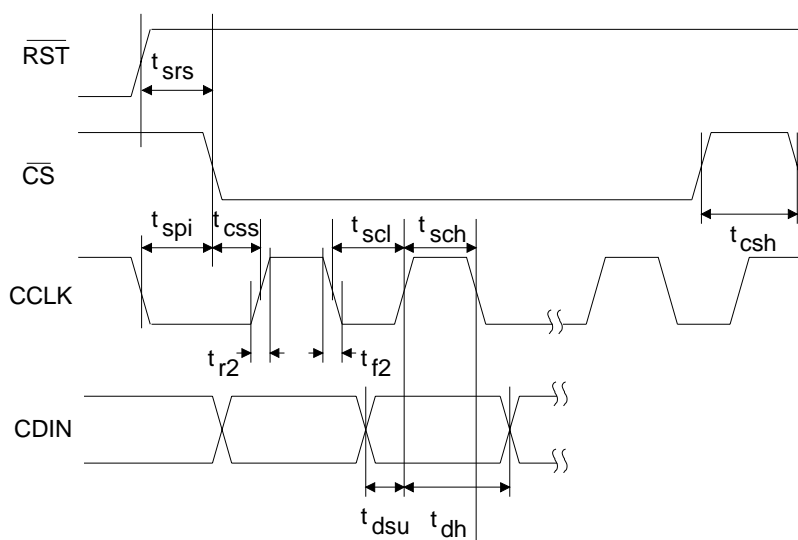 RST
t srs
CS
t spi
t css
t scl
t sch
t csh
CCLK
t r2
t f2
CDIN
t dsu
t dh